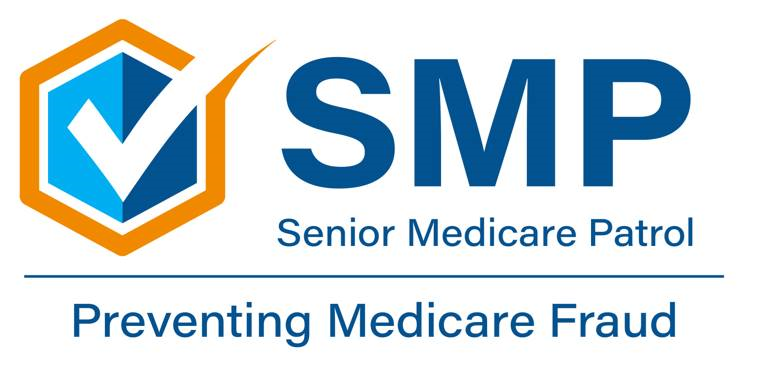 SMP
Senior Medicare Patrol
Preventing Medicare Fraud